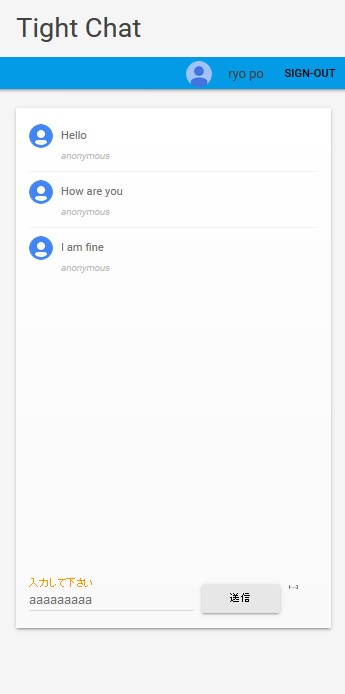 Tight Chat
ryo po SIGN-OUT
Hello
anonymous
How are you
anonymous
I am fine
anonymous
入力して下さい
aaaaaaaaa
送信